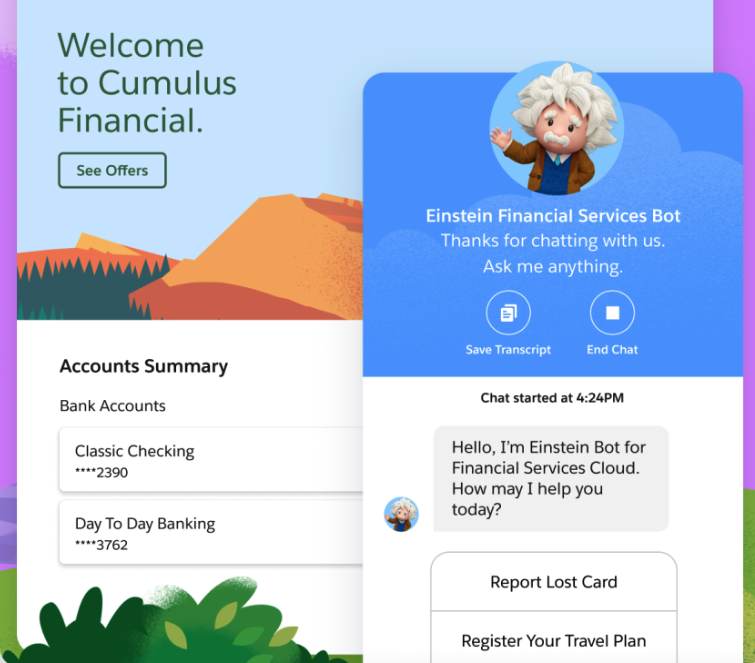 Welcome
to Cumulus
Financial.
See Offers
Accounts Summary
Bank Accounts
Classic Checking
****2390
Day To Day Banking
****3762
Einstein Financial Services Bot
Thanks for chatting with us.
Ask me anything.
Save Transcript
End Chat
Chat started at 4:24PM
Hello, I’m Einstein Bot for
Financial Services Cloud.
How may I help you
today?
Report Lost Card
Register Your Travel Plan